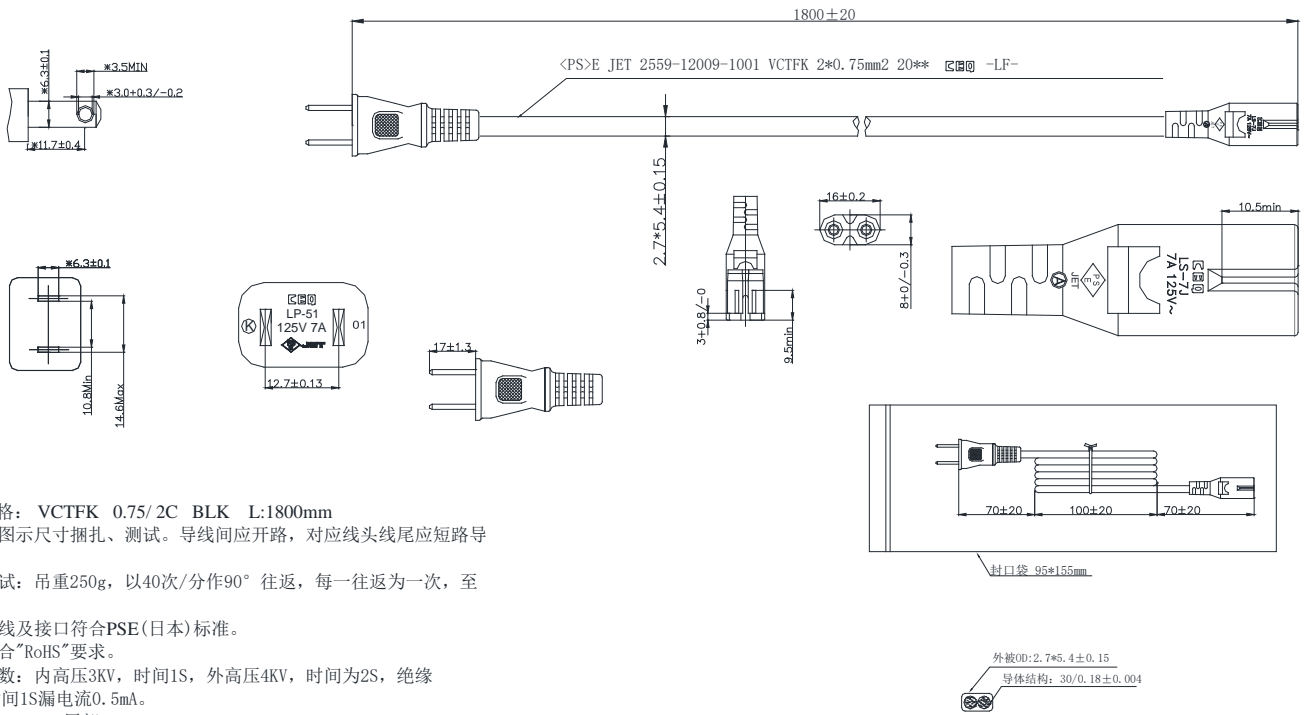 1800±20
<PS>E JET 2559-12009-1001 VCTFK 2*0.75mm2 20** -LF-
*6.3±0.1
*3.5MIN
*3.0+0.3/-0.2
*11.7±0.4
2.7*5.4±0.15
16±0.2
8+0/-0.3
3+0.8/-0
9.5min
10.5min
LS-7J
7A 125V~
A
PS
E
JET
*6.3±0.1
10.8Min
14.6Max
K
LP-51
125V 7A
01
JET
12.7±0.13
17±1.3
70±20
100±20
70±20
封口袋 95*155mm
格: VCTFK 0.75/2C BLK L:1800mm
图示尺寸捆扎、测试。导线间应开路,对应线头线尾应短路导
试:吊重250g,以40次/分作90°往返,每一往返为一次,至
线及接口符合PSE(日本)标准。
合"RoHS"要求。
数:内高压3KV,时间1S,外高压4KV,时间为2S,绝缘
间1S漏电流0.5mA。
外被OD:2.7*5.4±0.15
导体结构:30/0.18±0.004